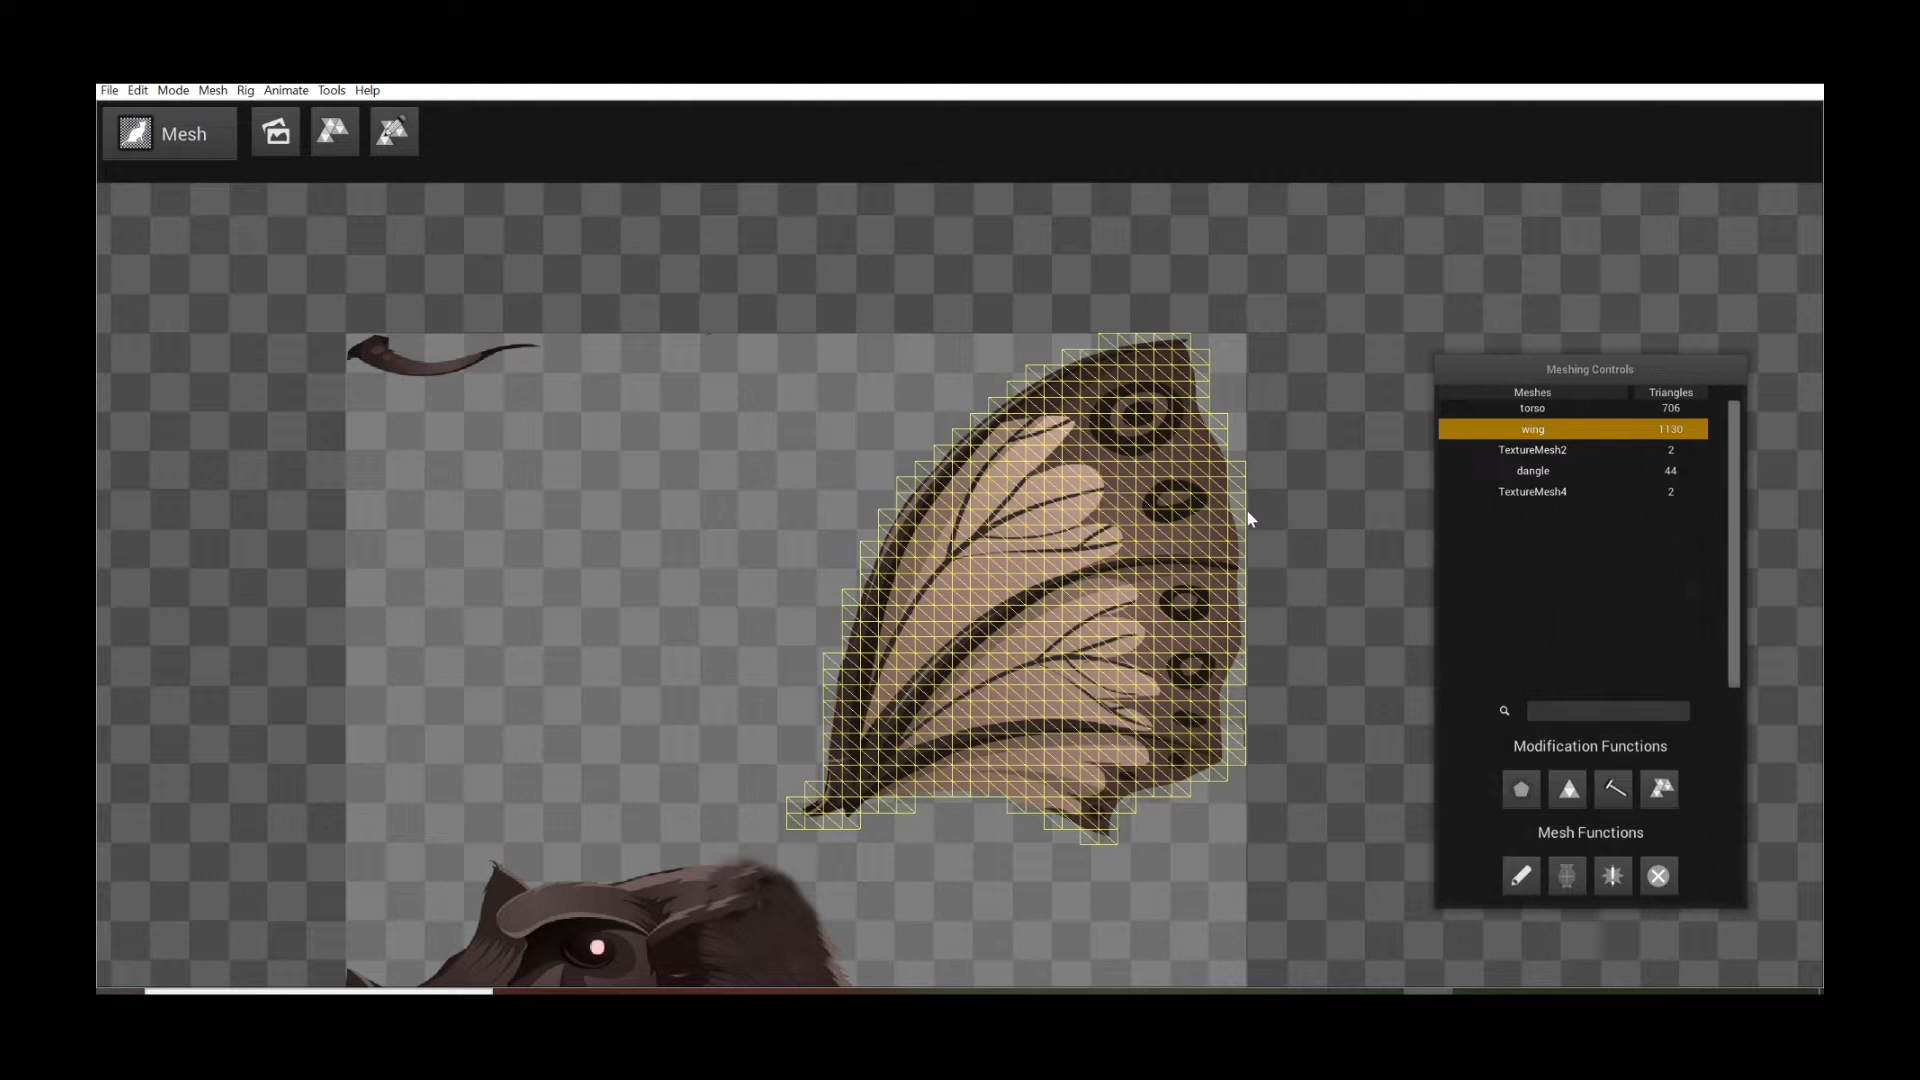 File Edit Mode Mesh Rig Animate Tools Help
Mesh
Meshing Controls
Meshes Triangles
torso 706
wing 1130
TextureMesh2 2
dangle 44
TextureMesh4 2
Modification Functions
Mesh Functions